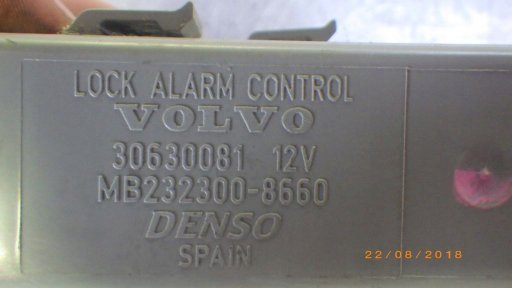 LOCK ALARM CONTROL
VOLVO
30630081 12V
MB232300-8660
DENSO
SPAIN
22/08/2018